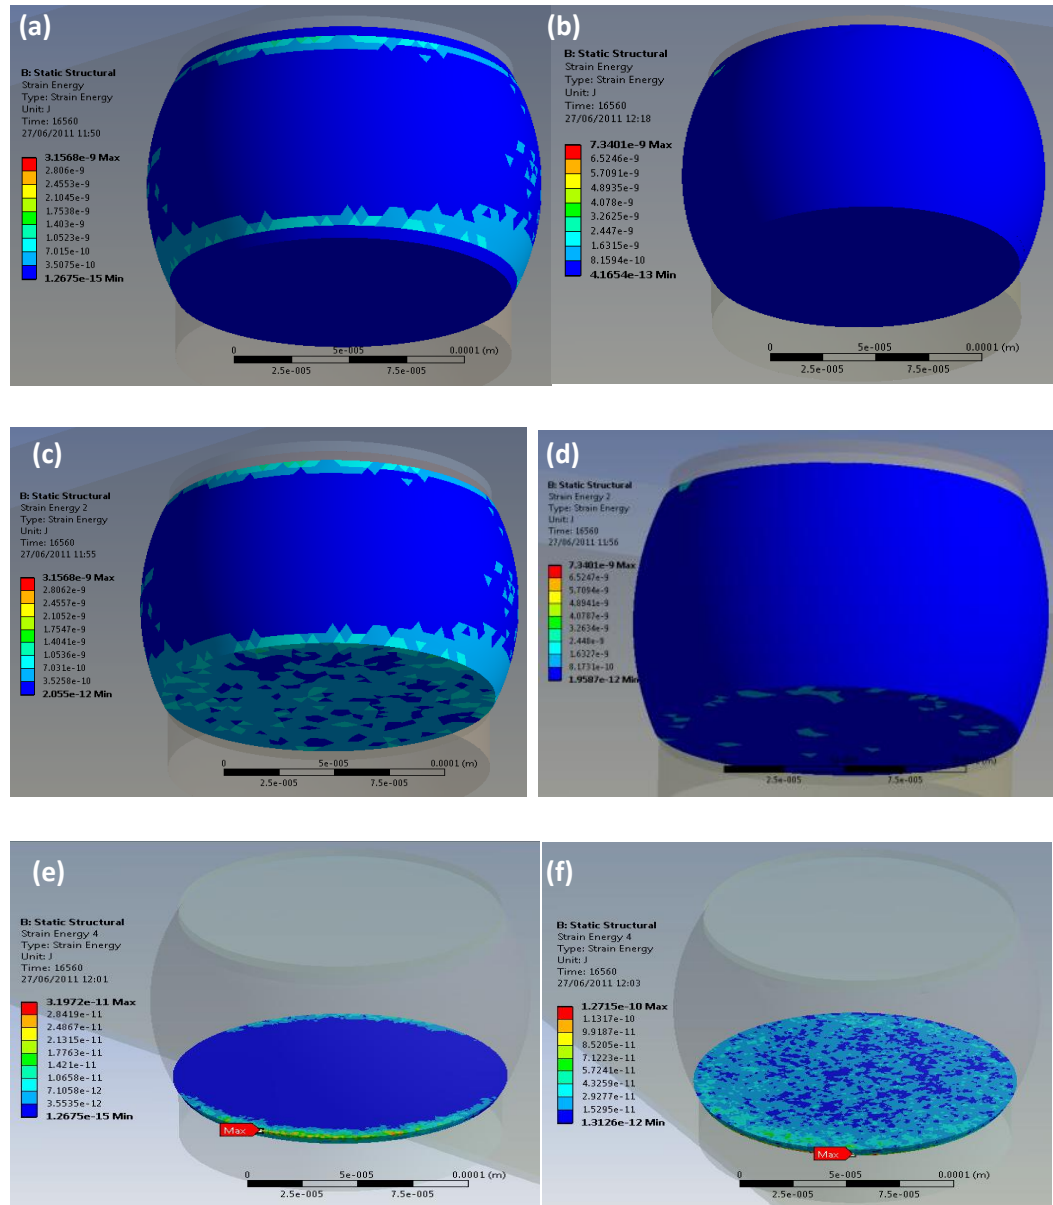 (a)
B: Static Structural
Strain Energy
Type: Strain Energy
Unit: J
Time: 16560
27/06/2011 11:50
3.1568e-9 Max
2.806e-9
2.4553e-9
2.1045e-9
1.7538e-9
1.403e-9
1.0523e-9
7.015e-10
3.5075e-10
1.2675e-15 Min
0 5e-005 0.0001 (m)
2.5e-005 7.5e-005
(b)
B: Static Structural
Strain Energy
Type: Strain Energy
Unit: J
Time: 16560
27/06/2011 12:18
7.3401e-9 Max
6.5246e-9
5.7091e-9
4.8935e-9
4.078e-9
3.2625e-9
2.447e-9
1.6315e-9
8.1594e-10
4.1654e-13 Min
0 5e-005 0.0001 (m)
2.5e-005 7.5e-005
(c)
B: Static Structural
Strain Energy 2
Type: Strain Energy
Unit: J
Time: 16560
27/06/2011 11:55
3.1568e-9 Max
2.8062e-9
2.4557e-9
2.1052e-9
1.7547e-9
1.4041e-9
1.0536e-9
7.031e-10
3.5258e-10
2.055e-12 Min
0 5e-005 0.0001 (m)
2.5e-005 7.5e-005
(d)
B: Static Structural
Strain Energy 2
Type: Strain Energy
Unit: J
Time: 16560
27/06/2011 11:56
7.3401e-9 Max
6.5247e-9
5.7094e-9
4.8941e-9
4.0787e-9
3.2634e-9
2.448e-9
1.6327e-9
8.1731e-10
1.9587e-12 Min
(m)
2.5e-005 7.5e-005
(e)
B: Static Structural
Strain Energy 4
Type: Strain Energy
Unit: J
Time: 16560
27/06/2011 12:01
3.1972e-11 Max
2.8419e-11
2.4867e-11
2.1315e-11
1.7763e-11
1.421e-11
1.0658e-11
7.1058e-12
3.5535e-12
1.2675e-15 Min
Max
0 5e-005 0.0001 (m)
2.5e-005 7.5e-005
(f)
B: Static Structural
Strain Energy 4
Type: Strain Energy
Unit: J
Time: 16560
27/06/2011 12:03
1.2715e-10 Max
1.1317e-10
9.9187e-11
8.5205e-11
7.1223e-11
5.7241e-11
4.3259e-11
2.9277e-11
1.5295e-11
1.3126e-12 Min
Max
0 5e-005 0.0001 (m)
2.5e-005 7.5e-005